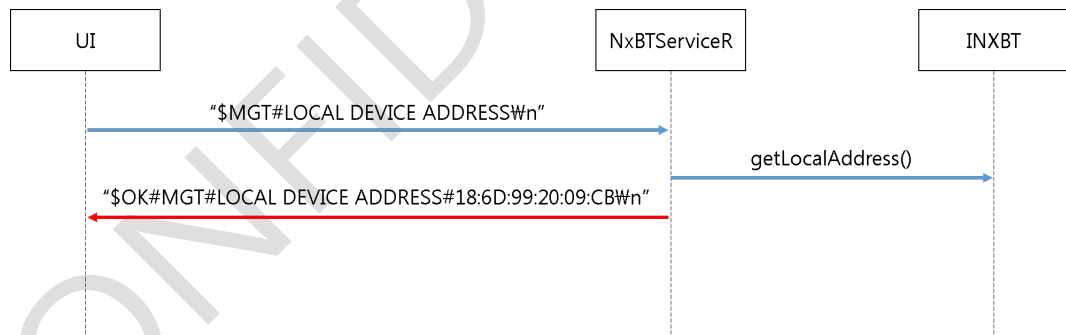 UI
NxBTServiceR
INXBT
“$MGT#LOCAL DEVICE ADDRESS₩n”
getLocalAddress()
“$OK#MGT#LOCAL DEVICE ADDRESS#18:6D:99:20:09:CB₩n”
ONFID